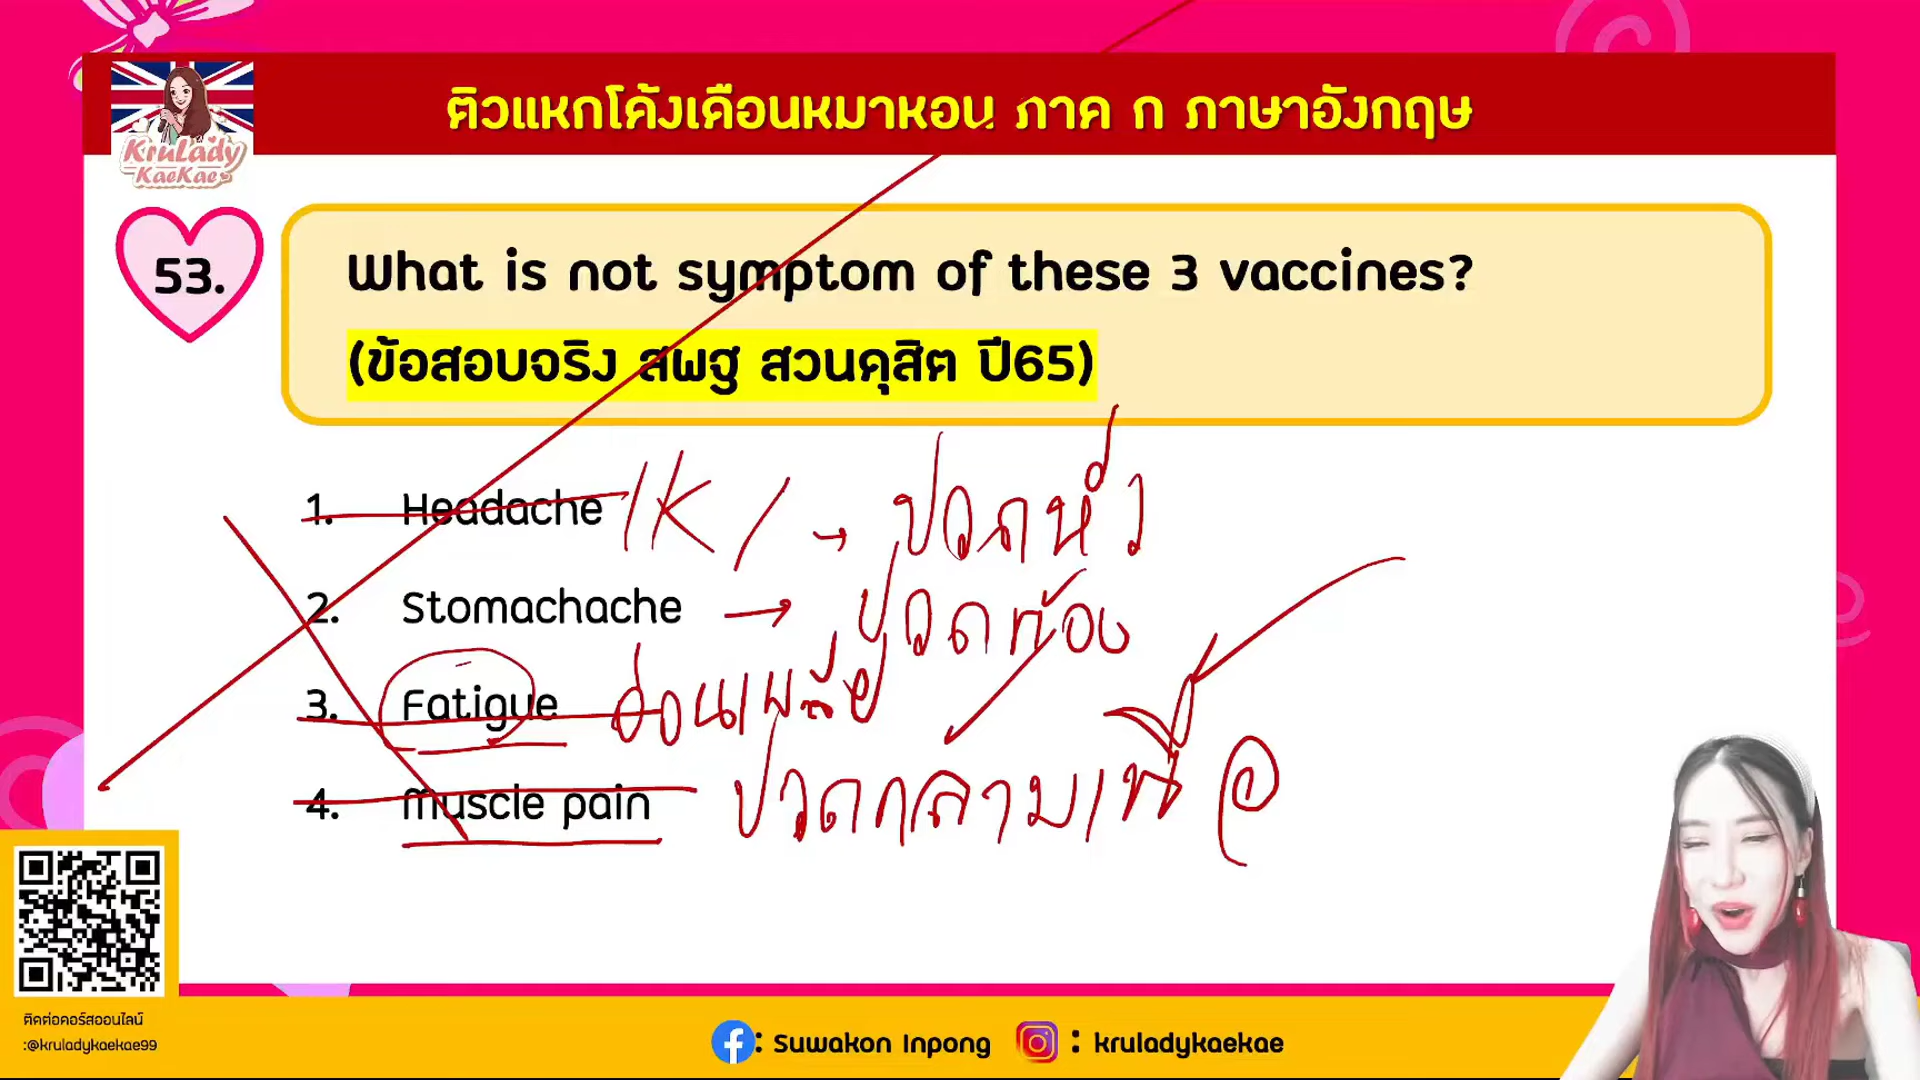 ติวแหกโค้งเดือนหมาหอน ภาค ก ภาษาอังกฤษ
KruLady
KaeKae
53.
What is not symptom of these 3 vaccines?
(ข้อสอบจริง สพฐ สวนดุสิต ปี65)
1. Headache → ปวดหัว
2. Stomachache → ปวดท้อง
3. Fatigue อ่อนเพลีย
4. Muscle pain ปวดกล้ามเนื้อ
ติดต่อคอร์สออนไลน์
:@kruladykaekae99
: Suwakon Inpong : kruladykaekae